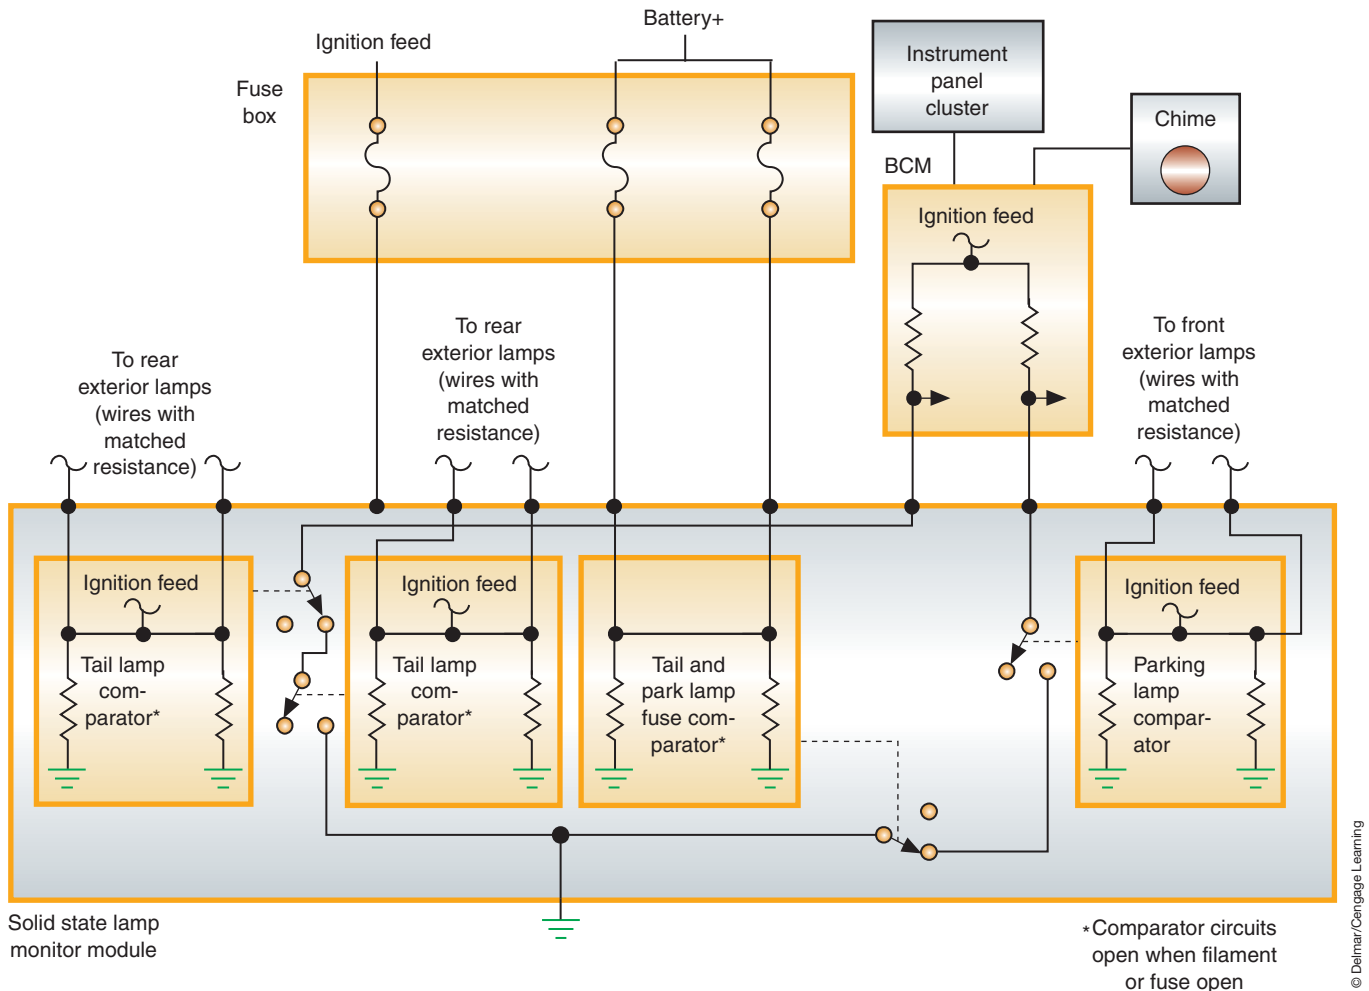 Battery+
Ignition feed
Fuse
box
Instrument
panel
cluster
Chime
BCM
Ignition feed
To rear
exterior lamps
(wires with
matched
resistance)
To rear
exterior lamps
(wires with
matched
resistance)
To front
exterior lamps
(wires with
matched
resistance)
Ignition feed
Tail lamp
com-
parator*
Ignition feed
Tail lamp
com-
parator*
Tail and
park lamp
fuse com-
parator*
Ignition feed
Parking
lamp
compar-
ator
Solid state lamp
monitor module
*Comparator circuits
open when filament
or fuse open
© Delmar/Cengage Learning